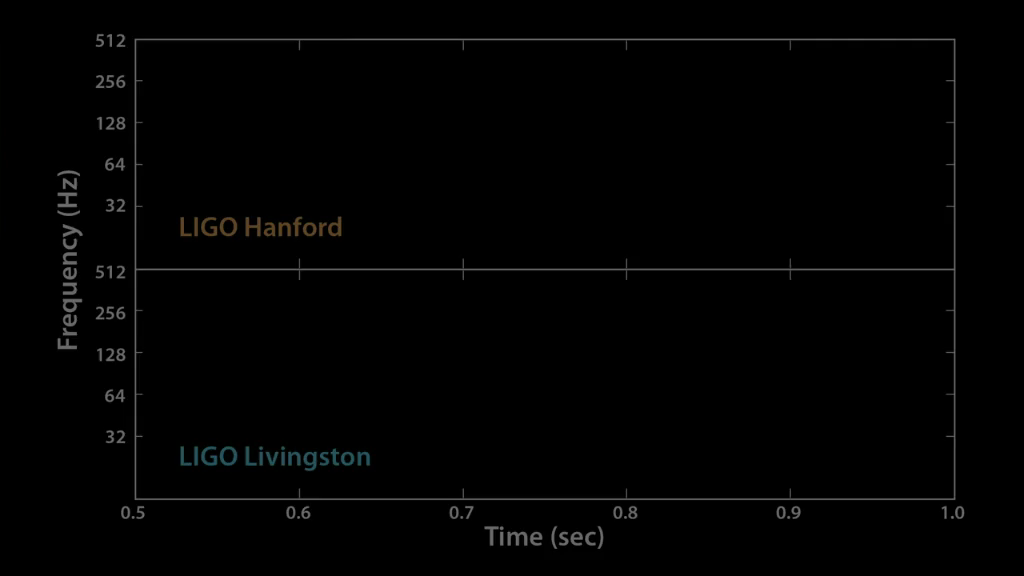 512
256
128
64
32
LIGO Hanford
Frequency (Hz)
512
256
128
64
32
LIGO Livingston
0.5 0.6 0.7 0.8 0.9 1.0
Time (sec)